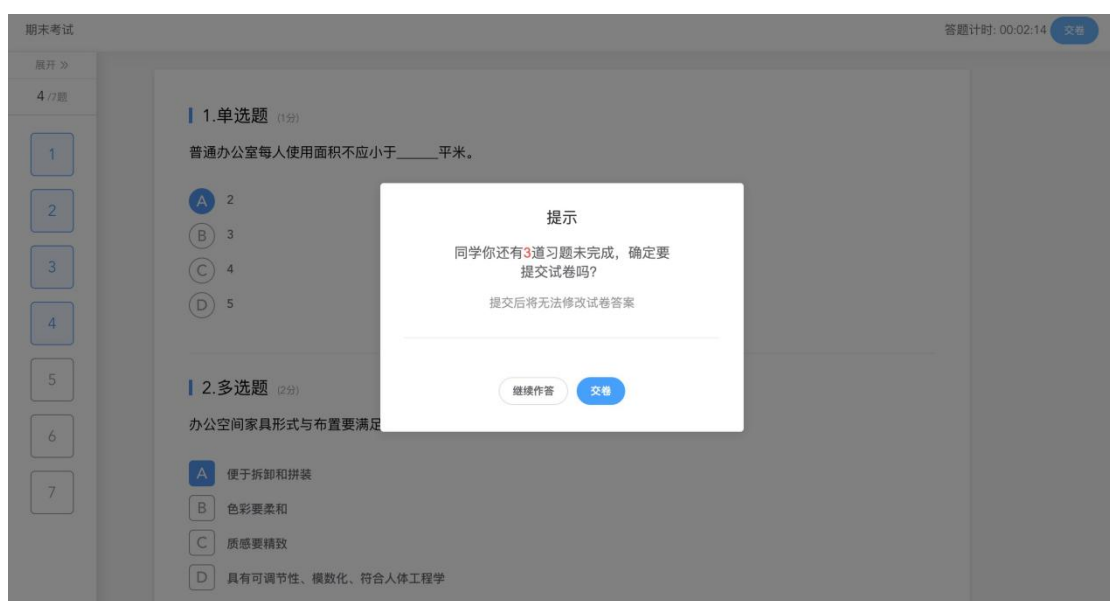 期末考试
答题计时: 00:02:14 交卷
展开 »
4 /7题
1
2
3
4
5
6
7
1.单选题 (1分)
普通办公室每人使用面积不应小于_____平米。
A 2
B 3
C 4
D 5
2.多选题 (2分)
办公空间家具形式与布置要满足
A 便于拆卸和拼装
B 色彩要柔和
C 质感要精致
D 具有可调节性、模数化、符合人体工程学
提示
同学你还有3道习题未完成，确定要
提交试卷吗?
提交后将无法修改试卷答案
继续作答 交卷